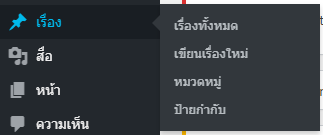 เรื่อง
สื่อ
หน้า
ความเห็น
เรื่องทั้งหมด
เขียนเรื่องใหม่
หมวดหมู่
ป้ายกำกับ